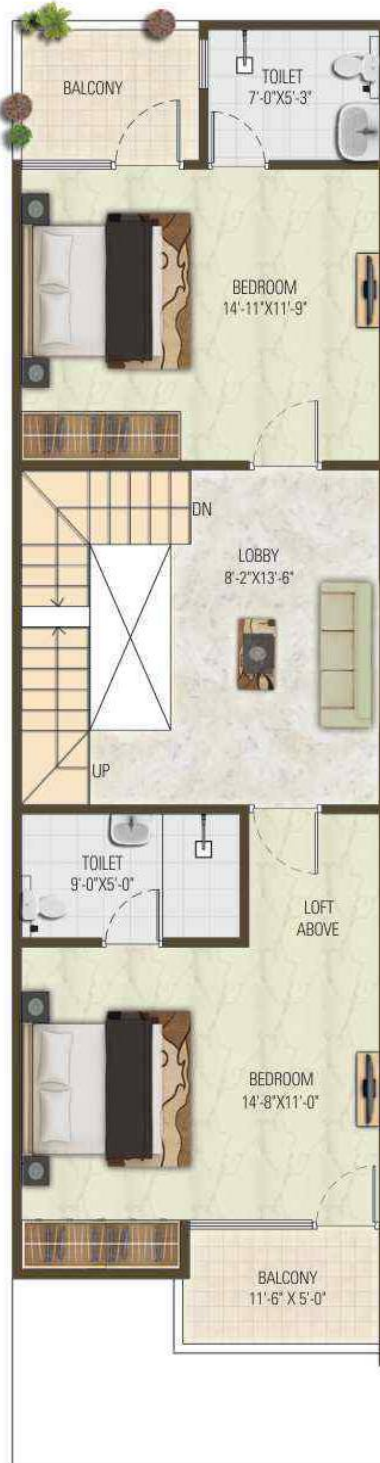 BALCONY
TOILET
7'-0"X5'-3"
BEDROOM
14'-11"X11'-9"
DN
LOBBY
8'-2"X13'-6"
UP
TOILET
9'-0"X5'-0"
LOFT
ABOVE
BEDROOM
14'-8"X11'-0"
BALCONY
11'-6" X 5'-0"